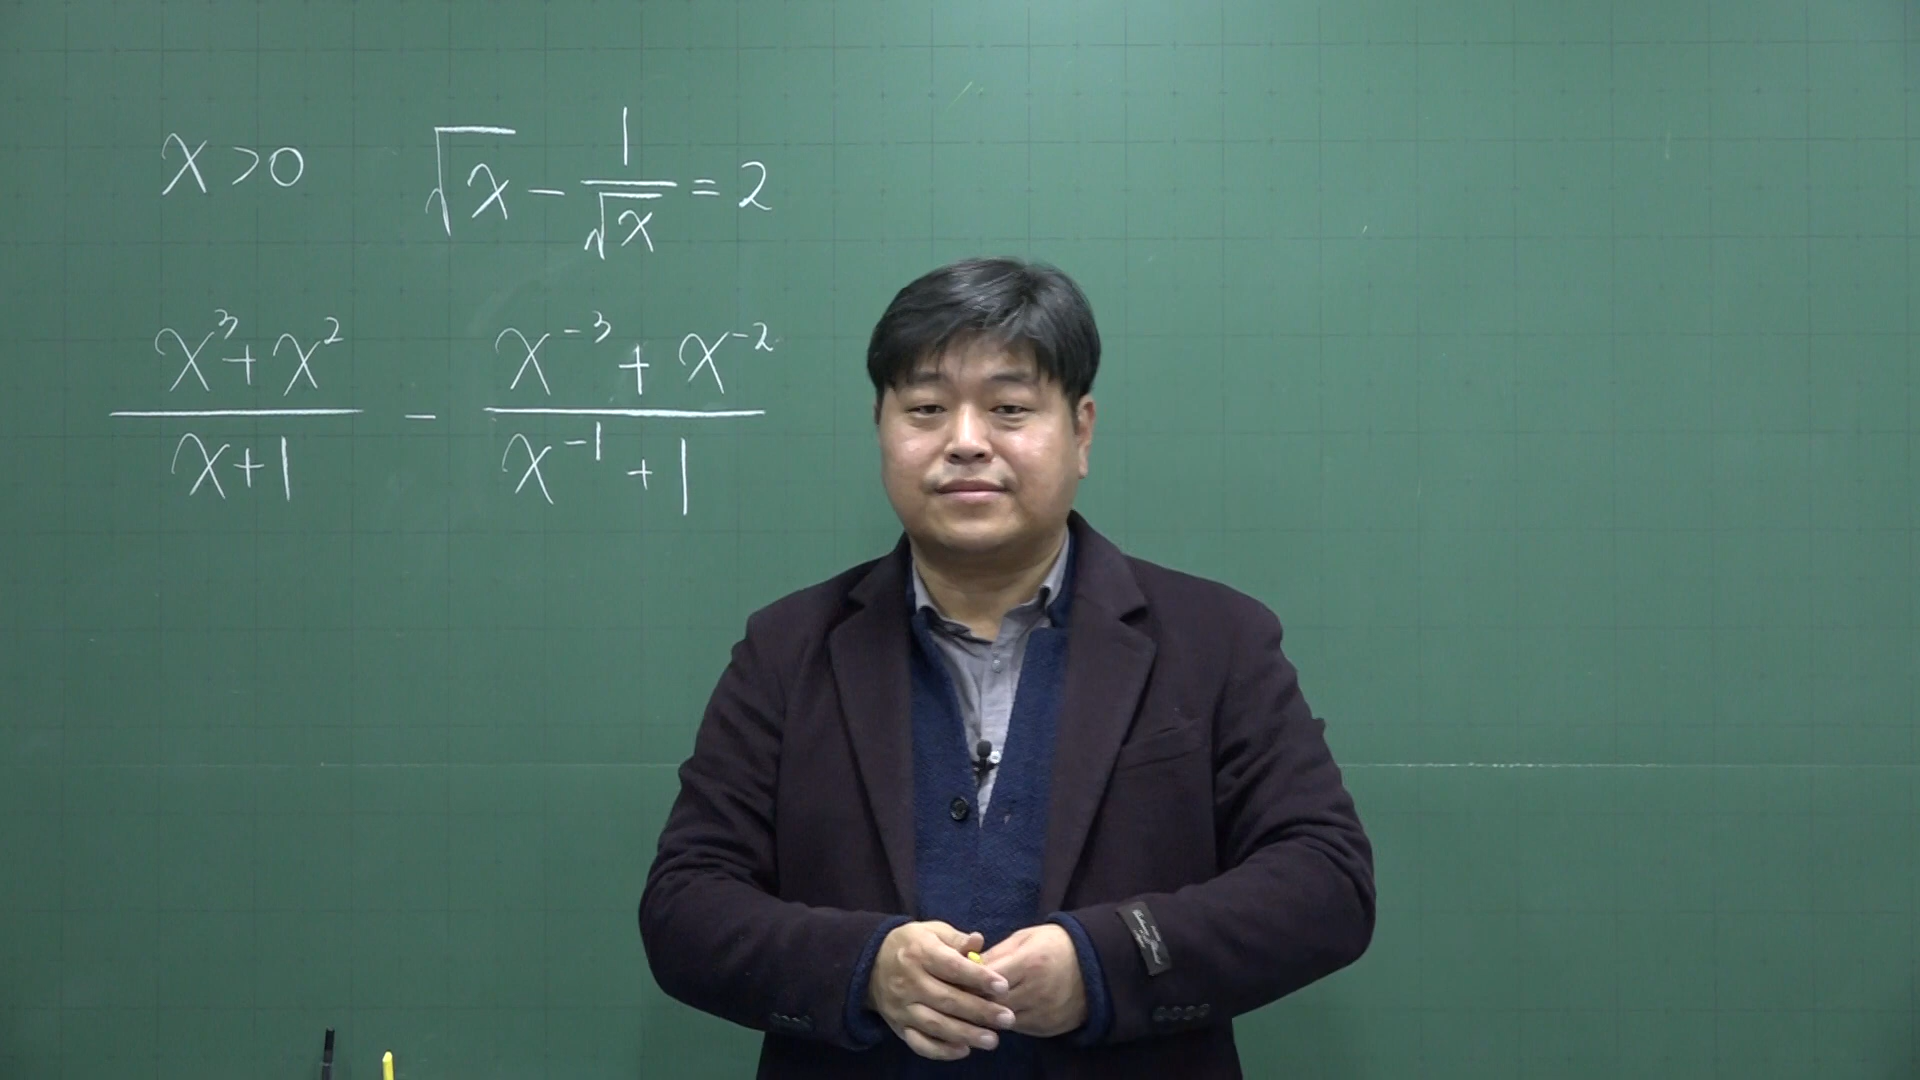 x > 0   √x - 1/√x = 2
(x³ + x²)/(x + 1) - (x⁻³ + x⁻²)/(x⁻¹ + 1)